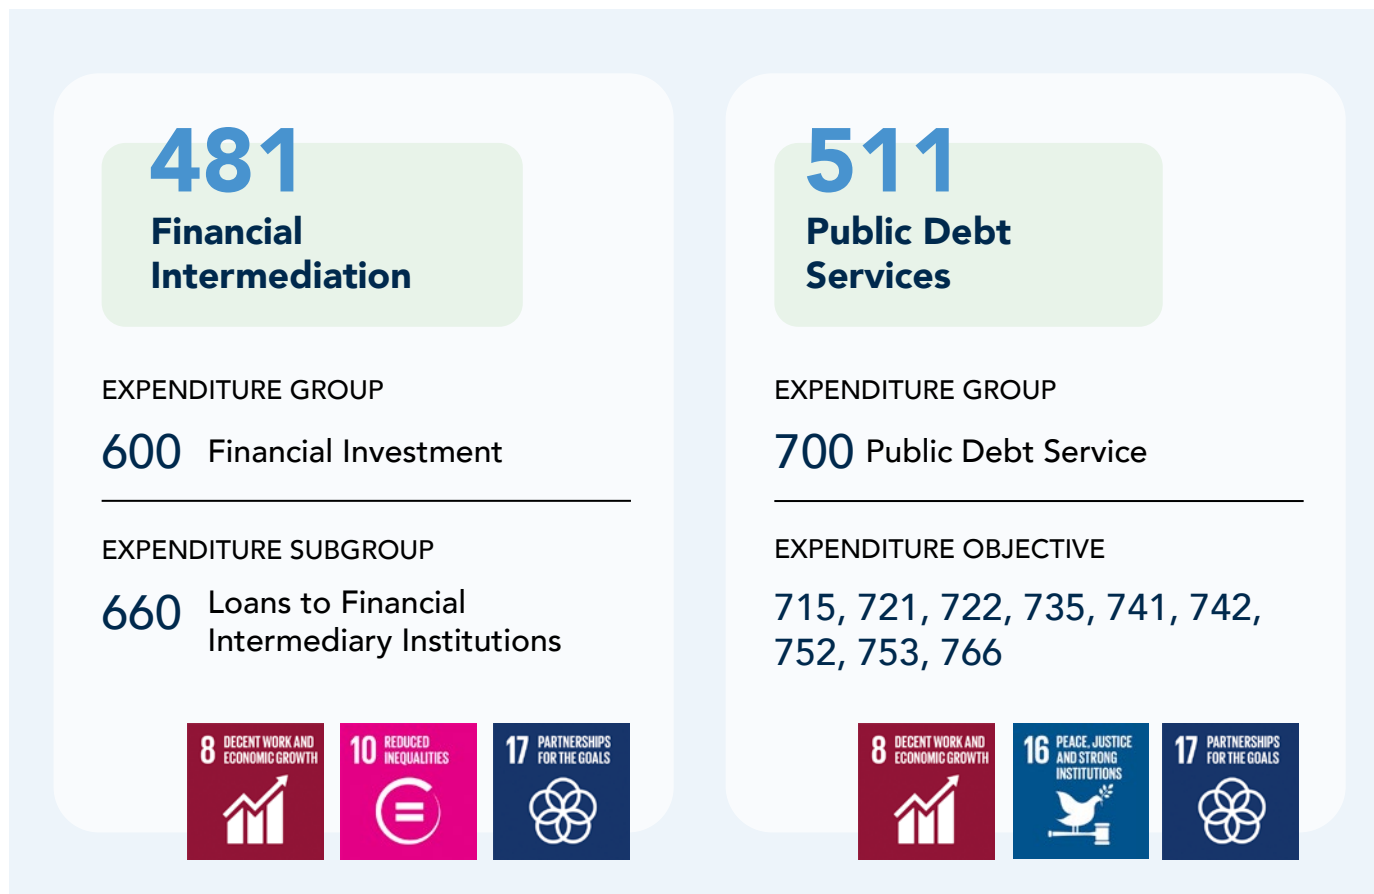 481
Financial
Intermediation
EXPENDITURE GROUP
600 Financial Investment
EXPENDITURE SUBGROUP
660 Loans to Financial
Intermediary Institutions
8 DECENT WORK AND
ECONOMIC GROWTH
10 REDUCED
INEQUALITIES
17 PARTNERSHIPS
FOR THE GOALS
511
Public Debt
Services
EXPENDITURE GROUP
700 Public Debt Service
EXPENDITURE OBJECTIVE
715, 721, 722, 735, 741, 742,
752, 753, 766
8 DECENT WORK AND
ECONOMIC GROWTH
16 PEACE, JUSTICE
AND STRONG
INSTITUTIONS
17 PARTNERSHIPS
FOR THE GOALS